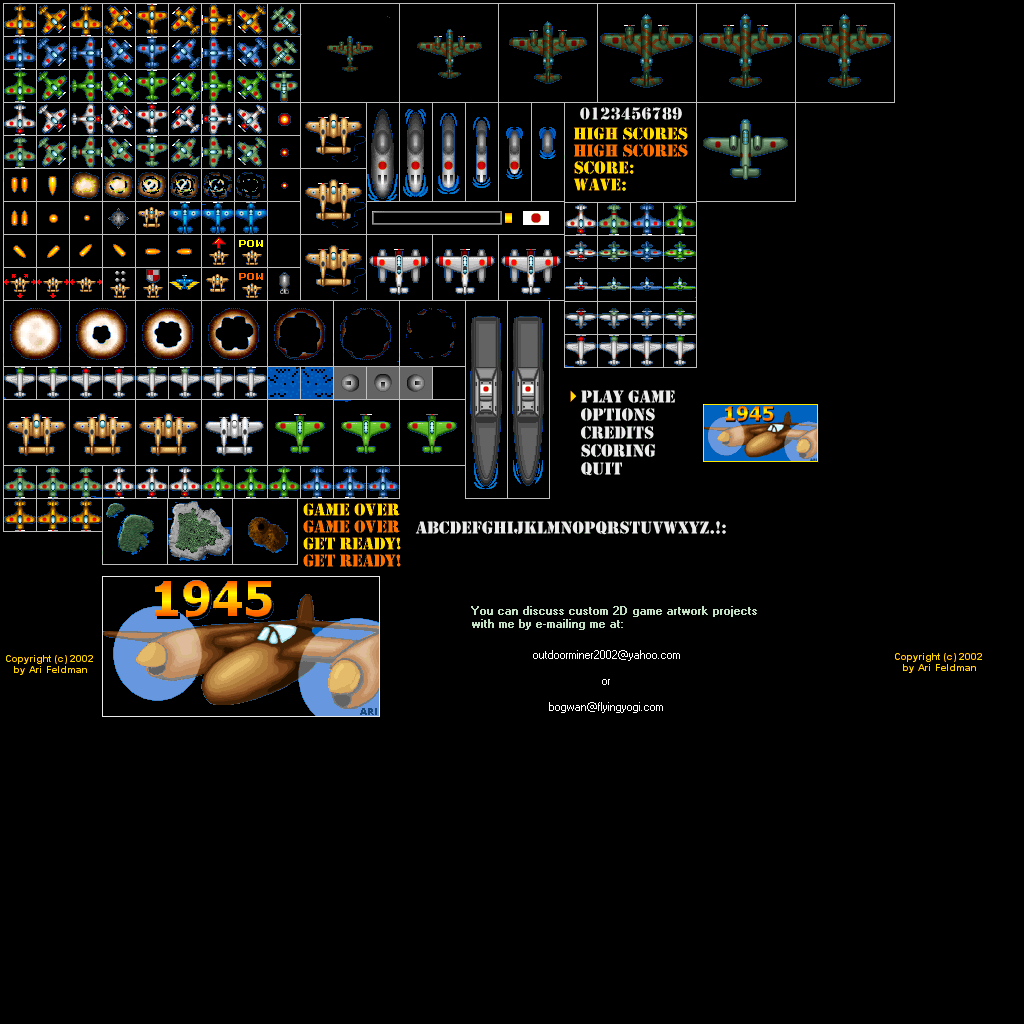 0123456789
HIGH SCORES
HIGH SCORES
SCORE:
WAVE:
POW
POW
PLAY GAME
OPTIONS
CREDITS
SCORING
QUIT
1945
GAME OVER
GAME OVER
GET READY!
GET READY!
ABCDEFGHIJKLMNOPQRSTUVWXYZ.!:
1945
ARI
You can discuss custom 2D game artwork projects
with me by e-mailing me at:
outdoorminer2002@yahoo.com
or
bogwan@flyingyogi.com
Copyright (c) 2002
by Ari Feldman
Copyright (c) 2002
by Ari Feldman